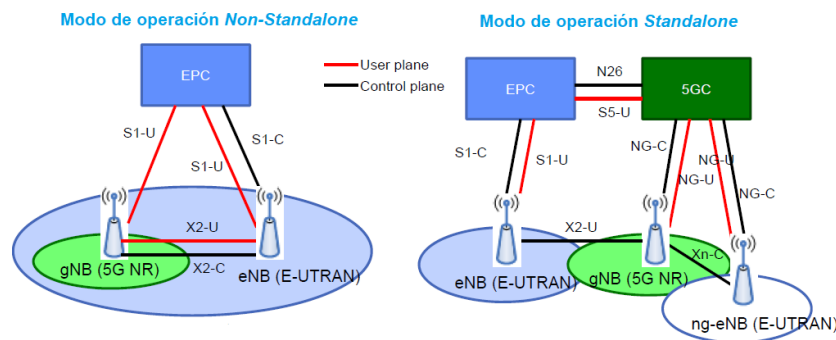 Modo de operación Non-Standalone
EPC
S1-U
S1-U
S1-C
X2-U
X2-C
gNB (5G NR)
eNB (E-UTRAN)
User plane
Control plane
Modo de operación Standalone
EPC
N26
S5-U
5GC
S1-C
S1-U
NG-C
NG-U
NG-U
NG-C
X2-U
Xn-C
eNB (E-UTRAN)
gNB (5G NR)
ng-eNB (E-UTRAN)